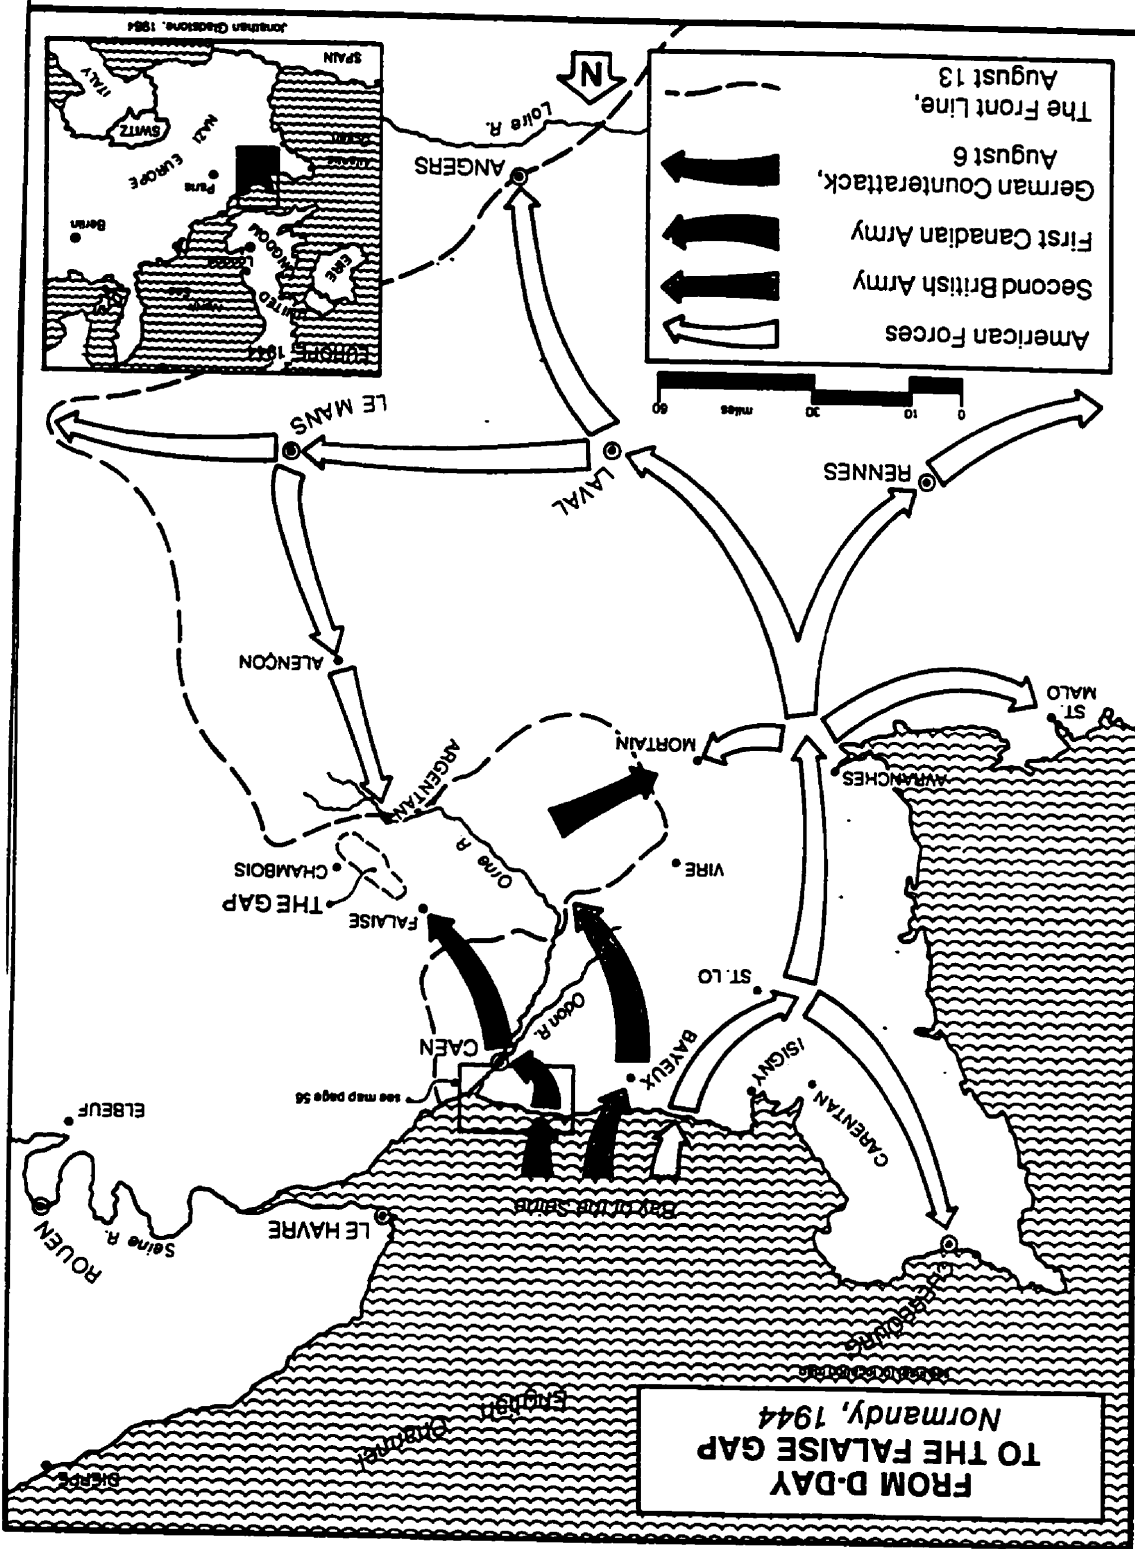 FROM D-DAY
TO THE FALAISE GAP
Normandy, 1944
English
Channel
DIEPPE
CHERBOURG
Bay of the Seine
LE HAVRE
Seine R.
ROUEN
ELBEUF
see map page 56
CARENTAN
ISIGNY
BAYEUX
CAEN
Odon R.
ST. LO
FALAISE
THE GAP
CHAMBOIS
VIRE
Orne R.
ARGENTAN
AVRANCHES
MORTAIN
ST.
MALO
ALENÇON
RENNES
LAVAL
LE MANS
ANGERS
Loire R.
N
0 10 30 60
miles
American Forces
Second British Army
First Canadian Army
German Counterattack,
August 6
The Front Line,
August 13
EUROPE 1944
UNITED
KINGDOM
EIRE
North
Sea
London
Berlin
Paris
NAZI
EUROPE
SWITZ
ITALY
Atlantic
Ocean
SPAIN
Jonathan Gladstone, 1984